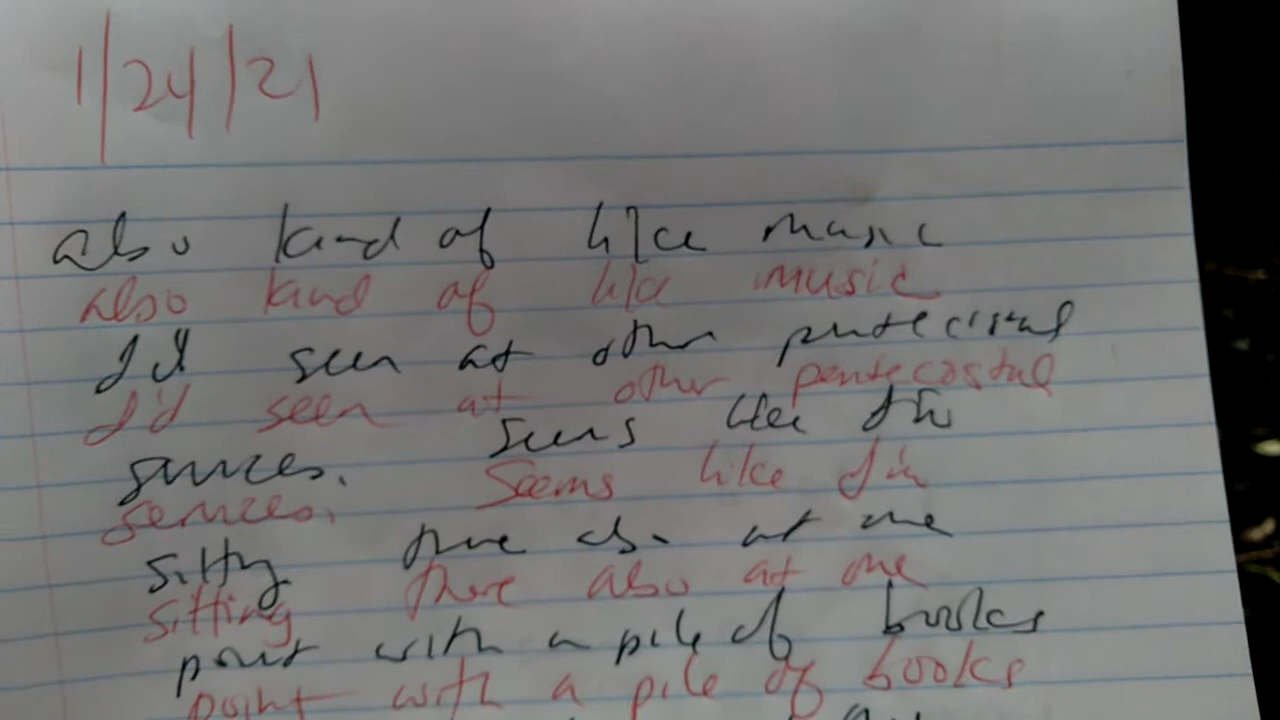 1/24/21
also kind of like music
also kind of like music
I'd seen at other pentecostal
I'd seen at other pentecostal
services. Seems like I'm
services. Seems like I'm
sitting there also at one
sitting there also at one
point with a pile of books
point with a pile of books